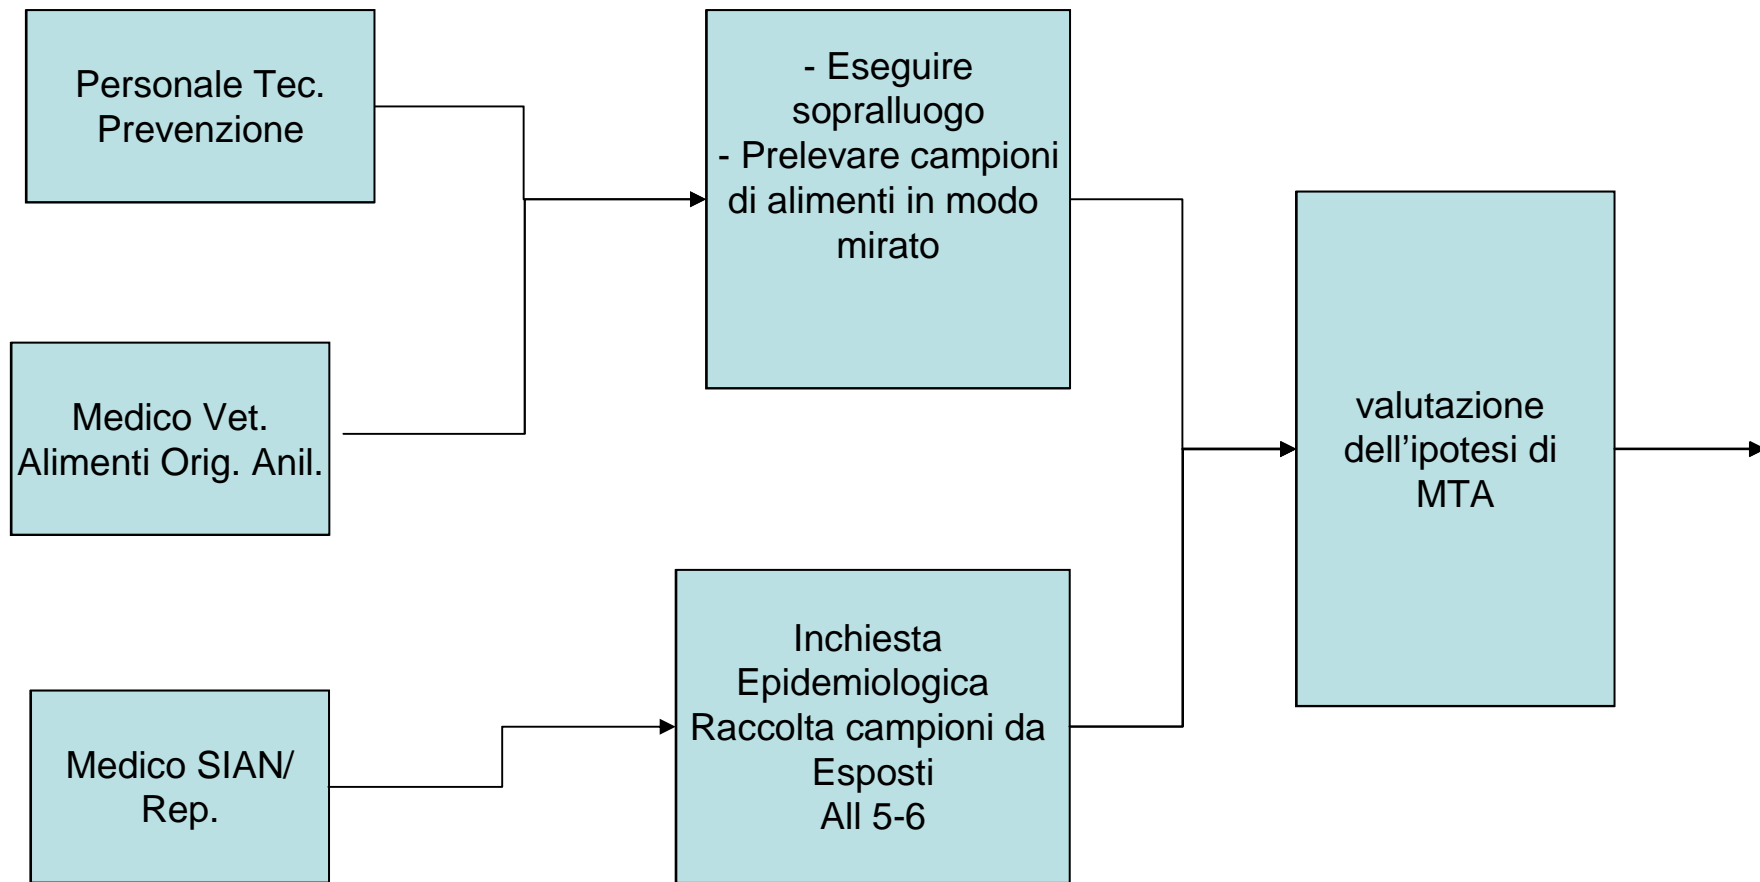 Personale Tec.
Prevenzione
- Eseguire
sopralluogo
- Prelevare campioni
di alimenti in modo
mirato
Medico Vet.
Alimenti Orig. Anil.
valutazione
dell’ipotesi di
MTA
Inchiesta
Epidemiologica
Raccolta campioni da
Esposti
All 5-6
Medico SIAN/
Rep.